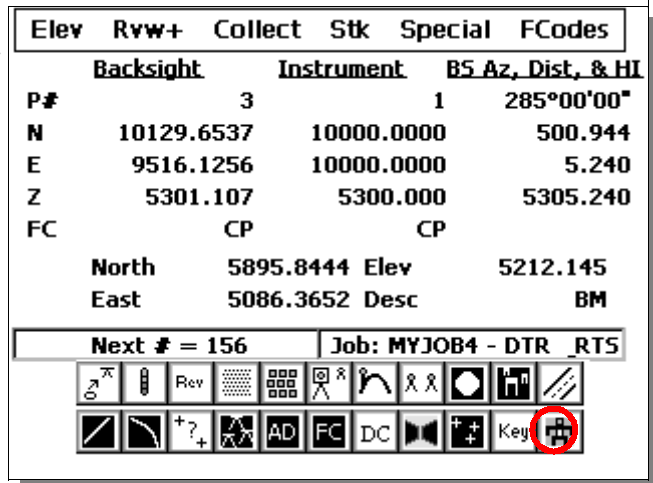 Elev Rvw+ Collect Stk Special FCodes
Backsight Instrument BS Az, Dist, & HI
P# 3 1 285°00'00"
N 10129.6537 10000.0000 500.944
E 9516.1256 10000.0000 5.240
Z 5301.107 5300.000 5305.240
FC CP CP
North 5895.8444 Elev 5212.145
East 5086.3652 Desc BM
Next # = 156 Job: MYJOB4 - DTR _RTS
Rev
+?+ AD FC DC Key